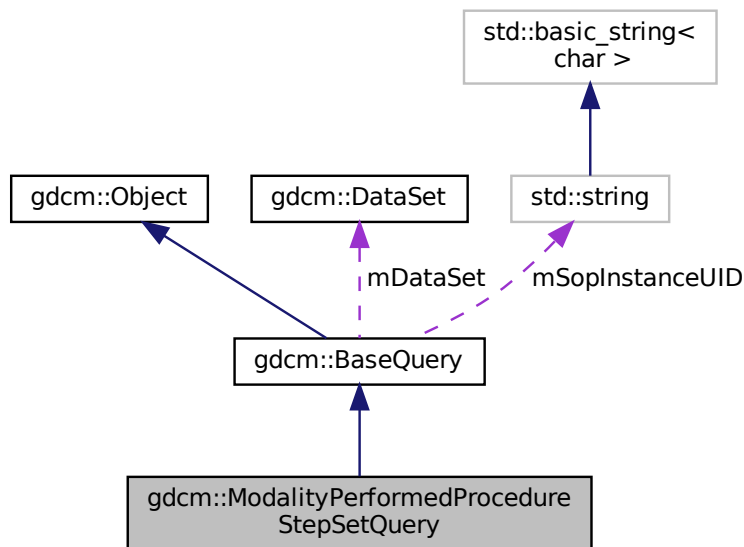 std::basic_string<
char >
gdcm::Object
gdcm::DataSet
std::string
mDataSet
mSopInstanceUID
gdcm::BaseQuery
gdcm::ModalityPerformedProcedure
StepSetQuery